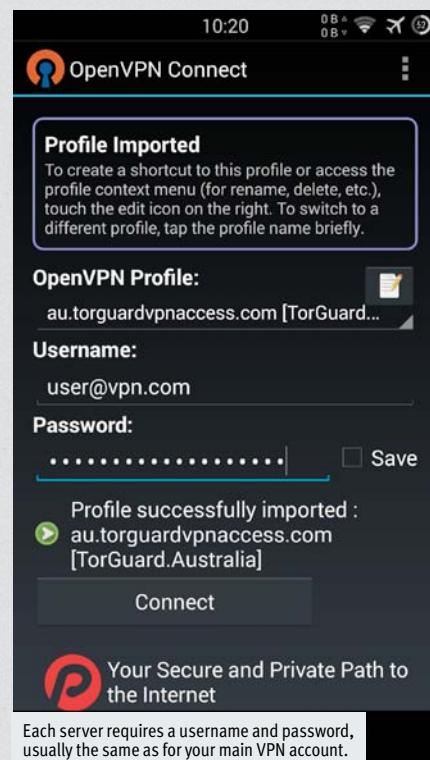 10:20
0 B
0 B
52
OpenVPN Connect
Profile Imported
To create a shortcut to this profile or access the
profile context menu (for rename, delete, etc.),
touch the edit icon on the right. To switch to a
different profile, tap the profile name briefly.
OpenVPN Profile:
au.torguardvpnaccess.com [TorGuard...
Username:
user@vpn.com
Password:
Save
Profile successfully imported :
au.torguardvpnaccess.com
[TorGuard.Australia]
Connect
Your Secure and Private Path to
the Internet
Each server requires a username and password,
usually the same as for your main VPN account.